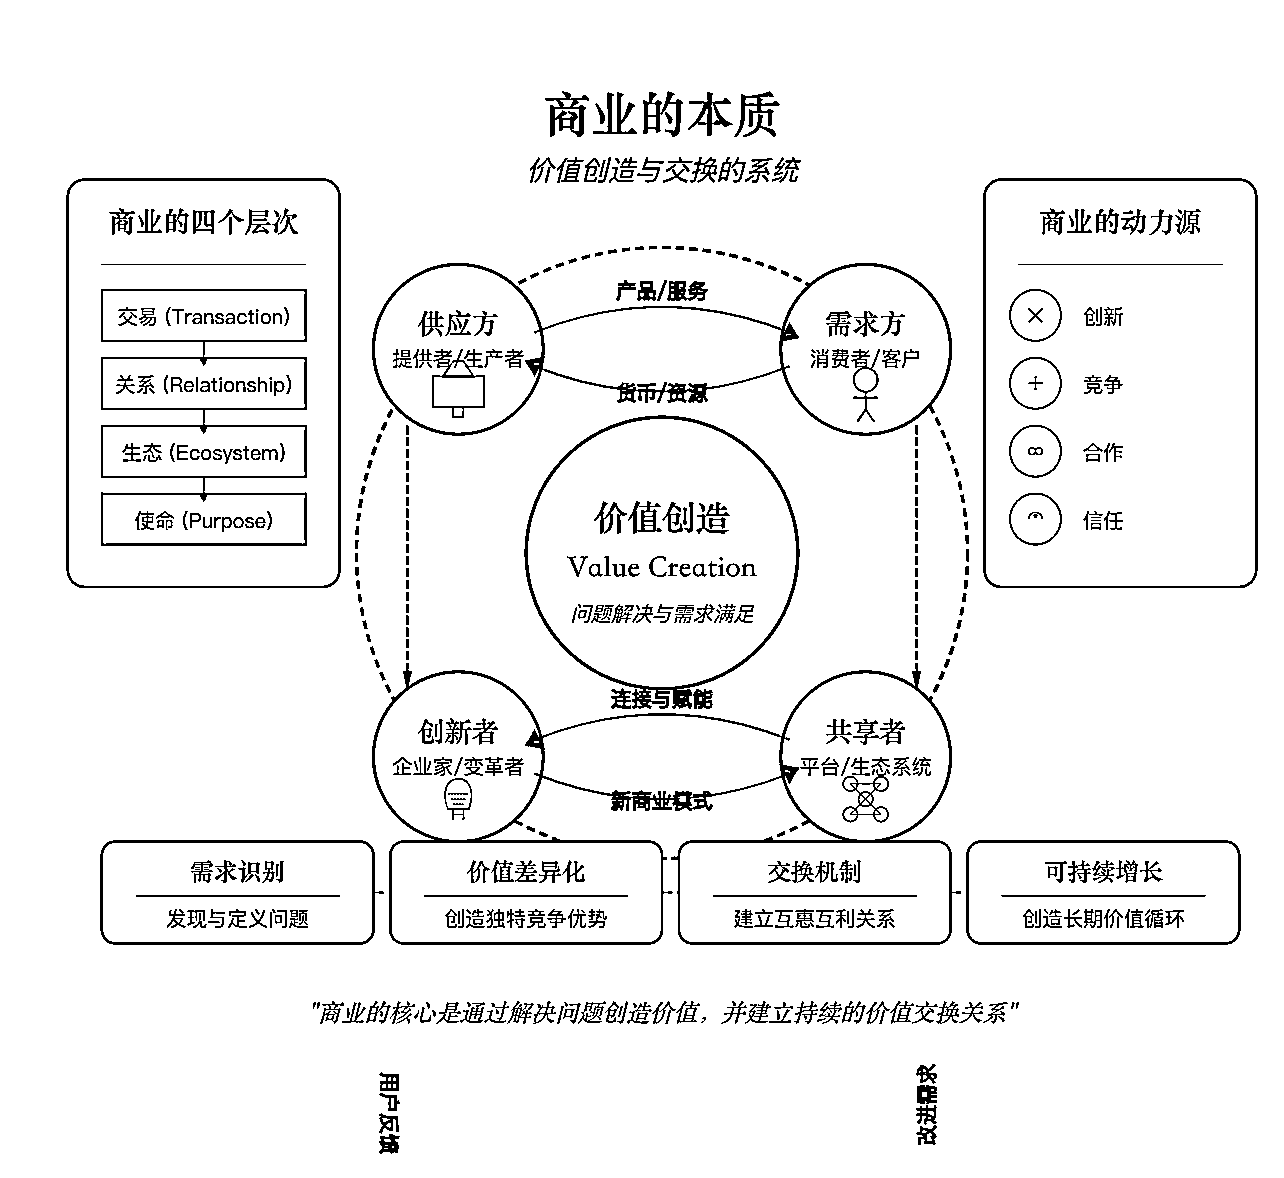 商业的本质
价值创造与交换的系统
商业的四个层次
交易 (Transaction)
关系 (Relationship)
生态 (Ecosystem)
使命 (Purpose)
产品/服务
供应方
提供者/生产者
需求方
消费者/客户
货币/资源
价值创造
Value Creation
问题解决与需求满足
商业的动力源
创新
竞争
合作
信任
连接与赋能
创新者
企业家/变革者
共享者
平台/生态系统
新商业模式
需求识别
发现与定义问题
价值差异化
创造独特竞争优势
交换机制
建立互惠互利关系
可持续增长
创造长期价值循环
"商业的核心是通过解决问题创造价值，并建立持续的价值交换关系"
用户反馈
改进需求